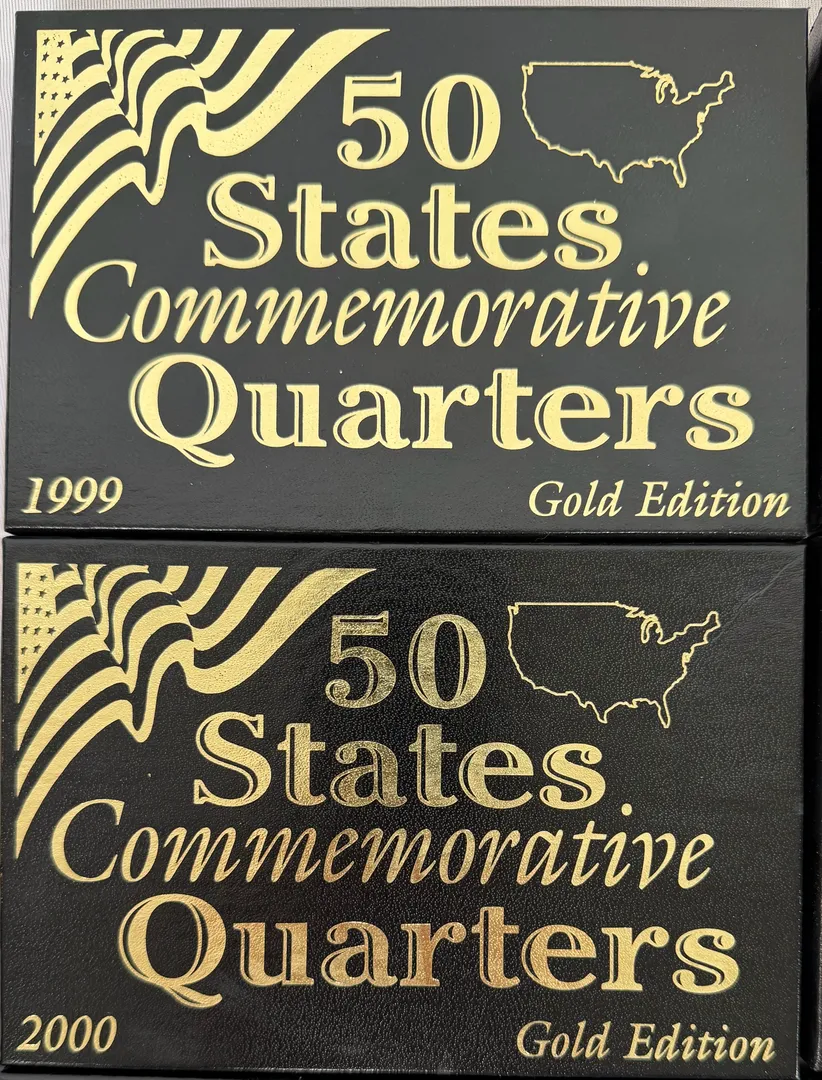 50
States
Commemorative
Quarters
1999 Gold Edition
50
States
Commemorative
Quarters
2000 Gold Edition